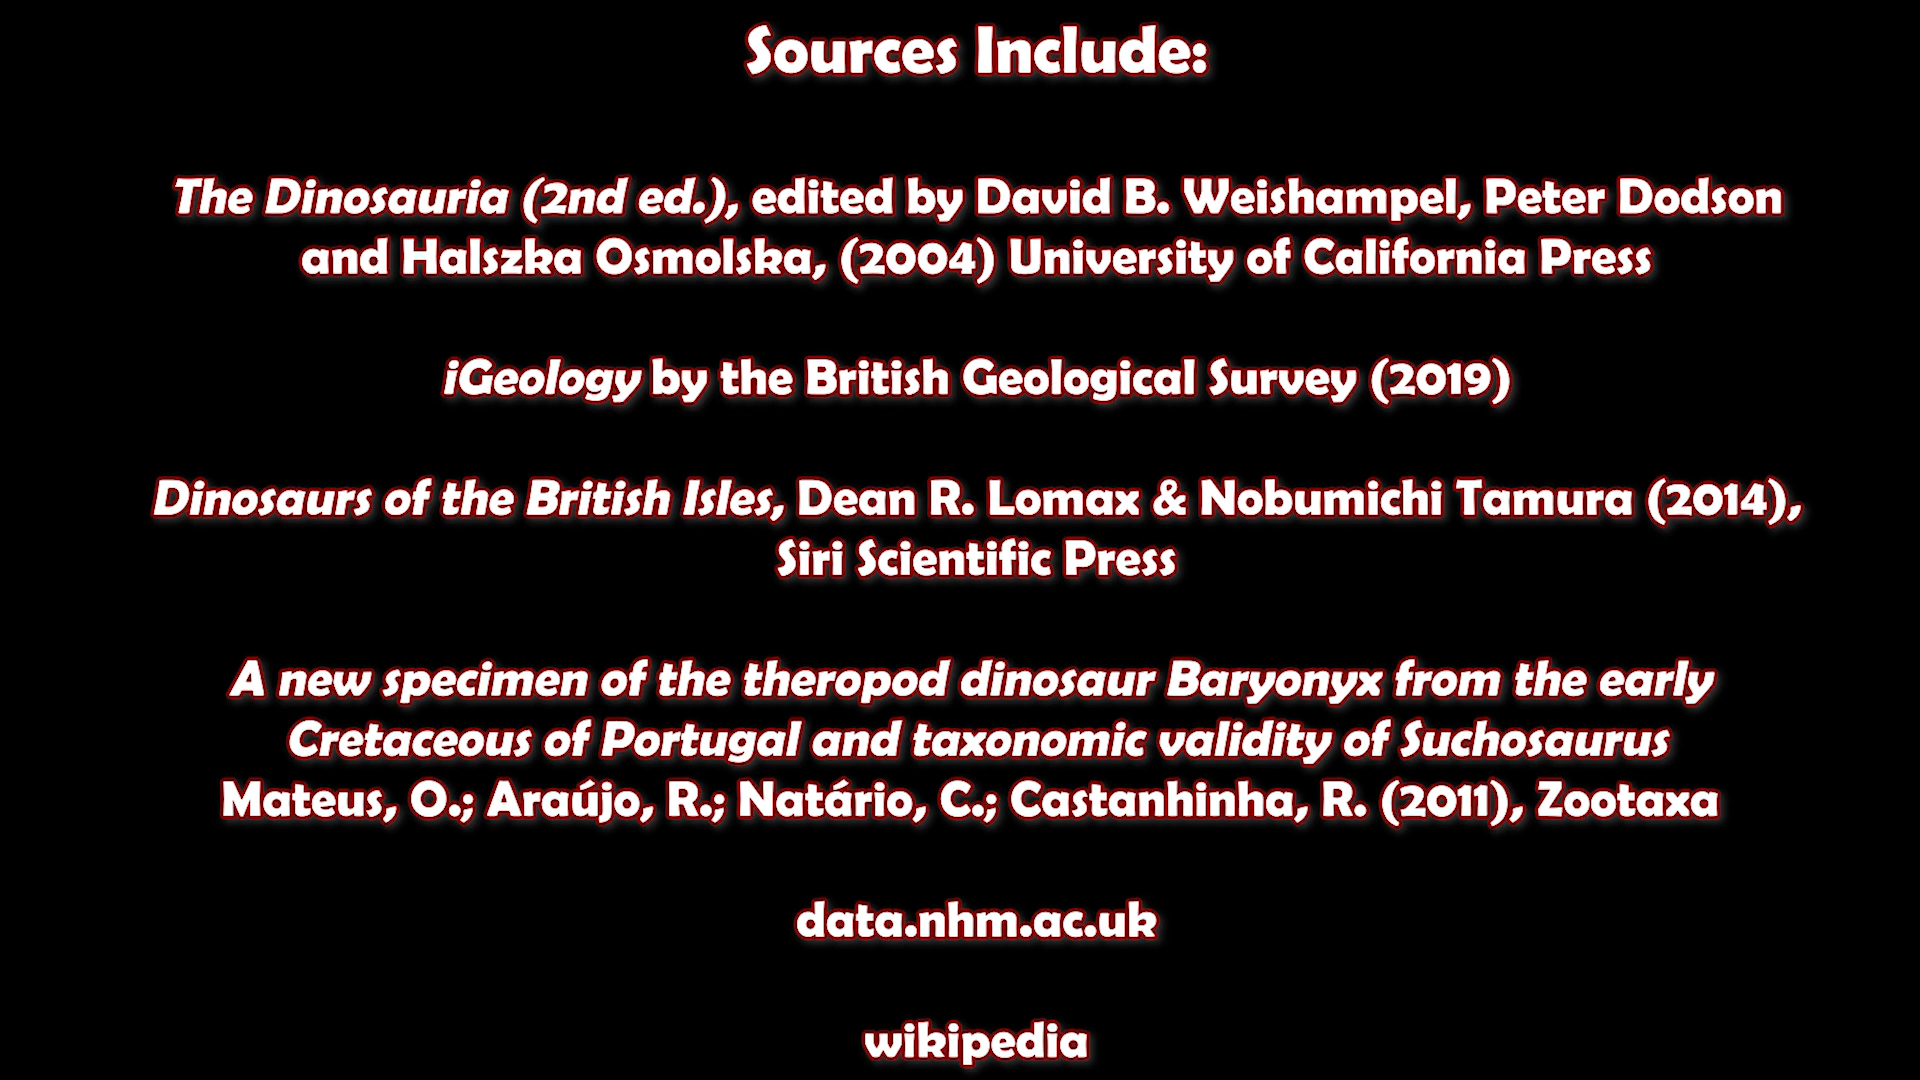 Sources Include:
The Dinosauria (2nd ed.), edited by David B. Weishampel, Peter Dodson
and Halszka Osmolska, (2004) University of California Press
iGeology by the British Geological Survey (2019)
Dinosaurs of the British Isles, Dean R. Lomax & Nobumichi Tamura (2014),
Siri Scientific Press
A new specimen of the theropod dinosaur Baryonyx from the early
Cretaceous of Portugal and taxonomic validity of Suchosaurus
Mateus, O.; Araújo, R.; Natário, C.; Castanhinha, R. (2011), Zootaxa
data.nhm.ac.uk
wikipedia